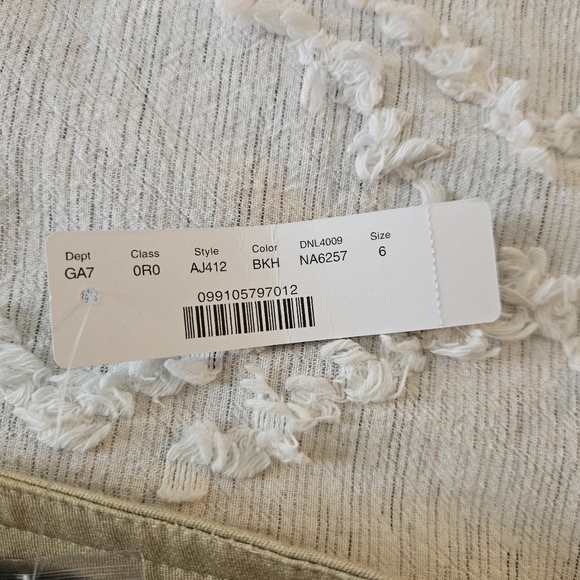 Dept Class Style Color DNL4009 Size
GA7 0R0 AJ412 BKH NA6257 6
099105797012